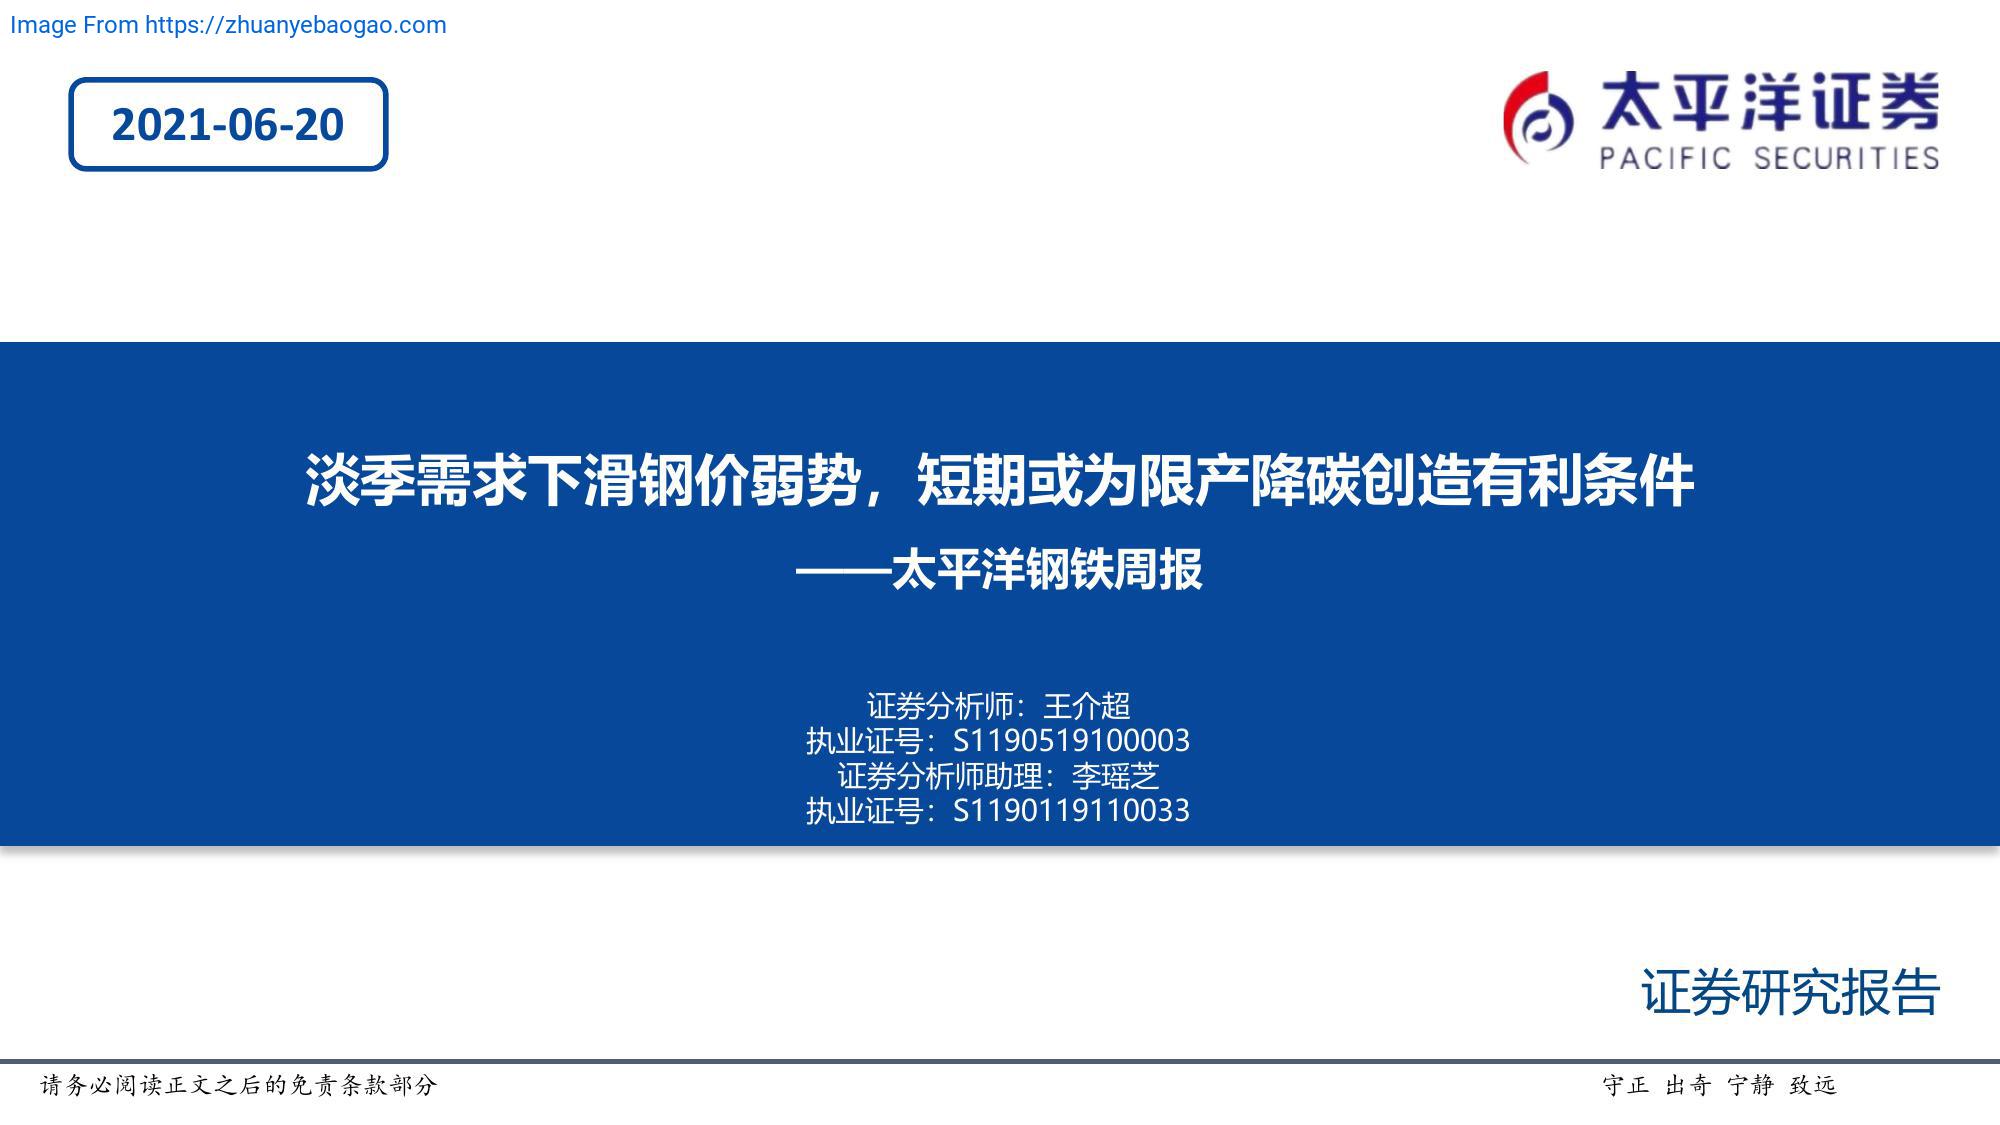 Image From https://zhuanyebaogao.com
2021-06-20
太平洋证券
PACIFIC SECURITIES
淡季需求下滑钢价弱势，短期或为限产降碳创造有利条件
——太平洋钢铁周报
证券分析师：王介超
执业证号：S1190519100003
证券分析师助理：李瑶芝
执业证号：S1190119110033
证券研究报告
请务必阅读正文之后的免责条款部分
守正 出奇 宁静 致远